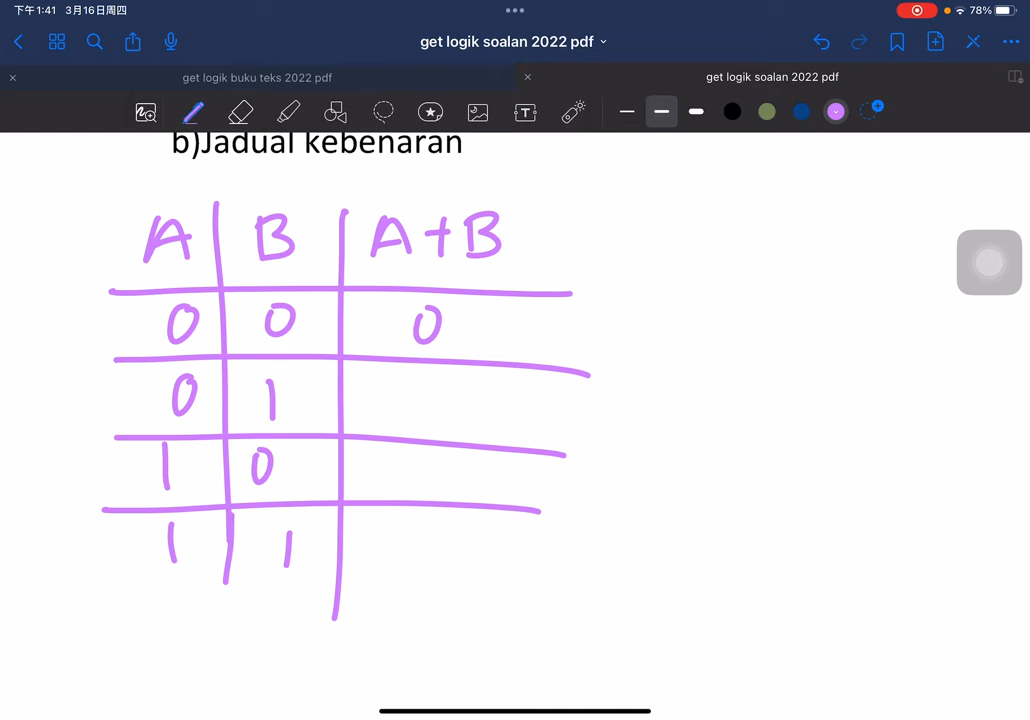 下午1:41 3月16日周四
78%
get logik soalan 2022 pdf
get logik buku teks 2022 pdf
get logik soalan 2022 pdf
b)Jadual kebenaran
A B A+B
0 0 0
0 1
1 0
1 1